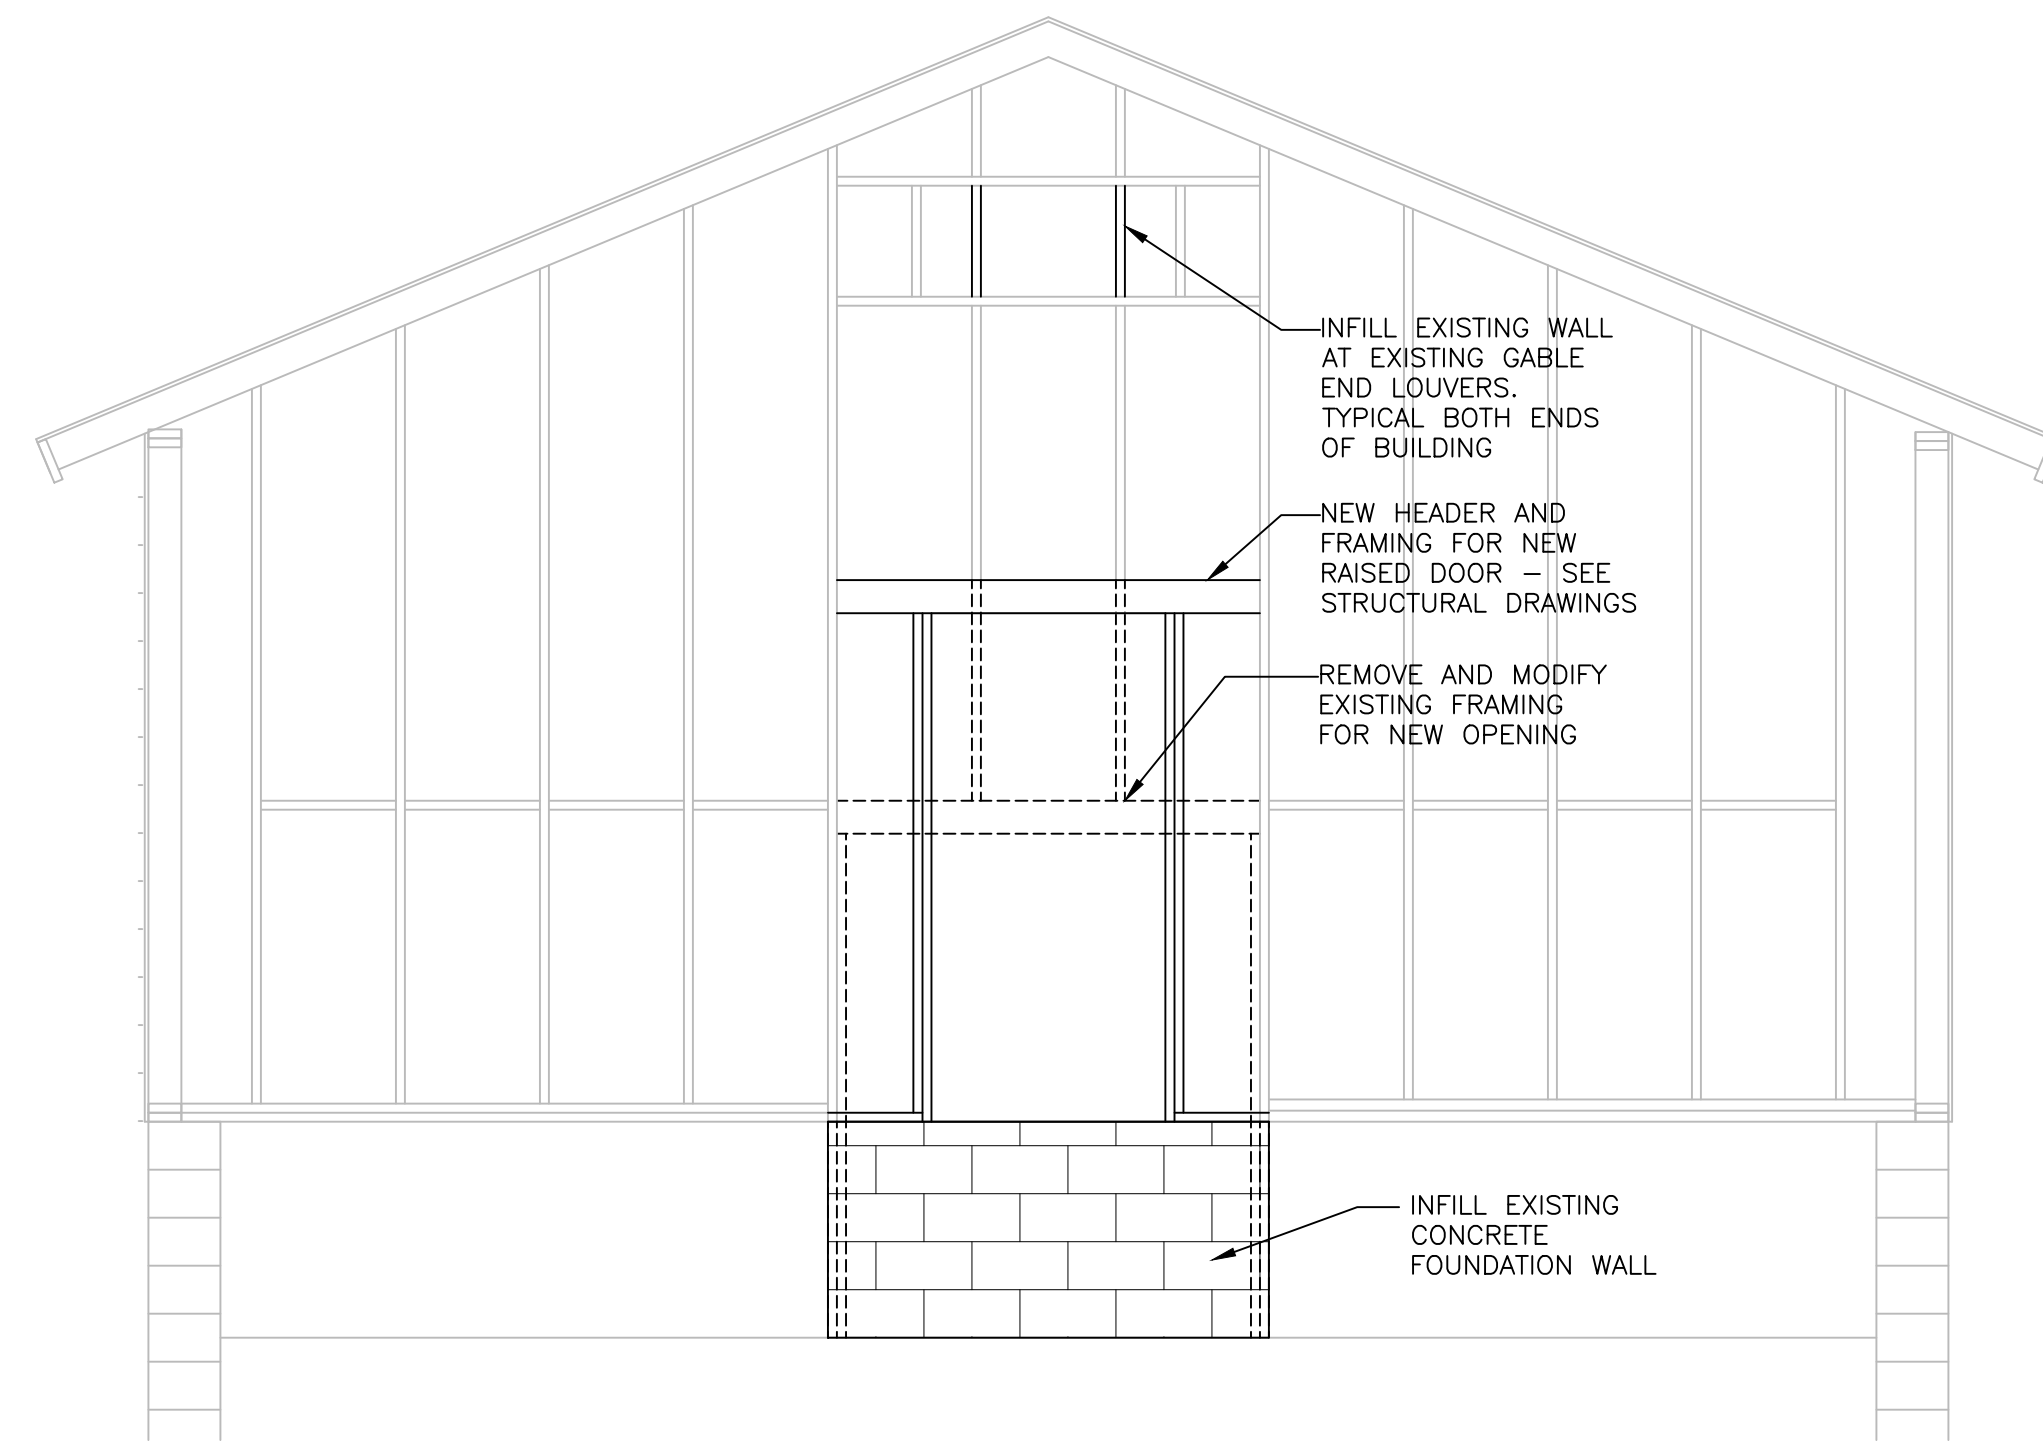 INFILL EXISTING WALL
AT EXISTING GABLE
END LOUVERS.
TYPICAL BOTH ENDS
OF BUILDING
NEW HEADER AND
FRAMING FOR NEW
RAISED DOOR – SEE
STRUCTURAL DRAWINGS
REMOVE AND MODIFY
EXISTING FRAMING
FOR NEW OPENING
INFILL EXISTING
CONCRETE
FOUNDATION WALL